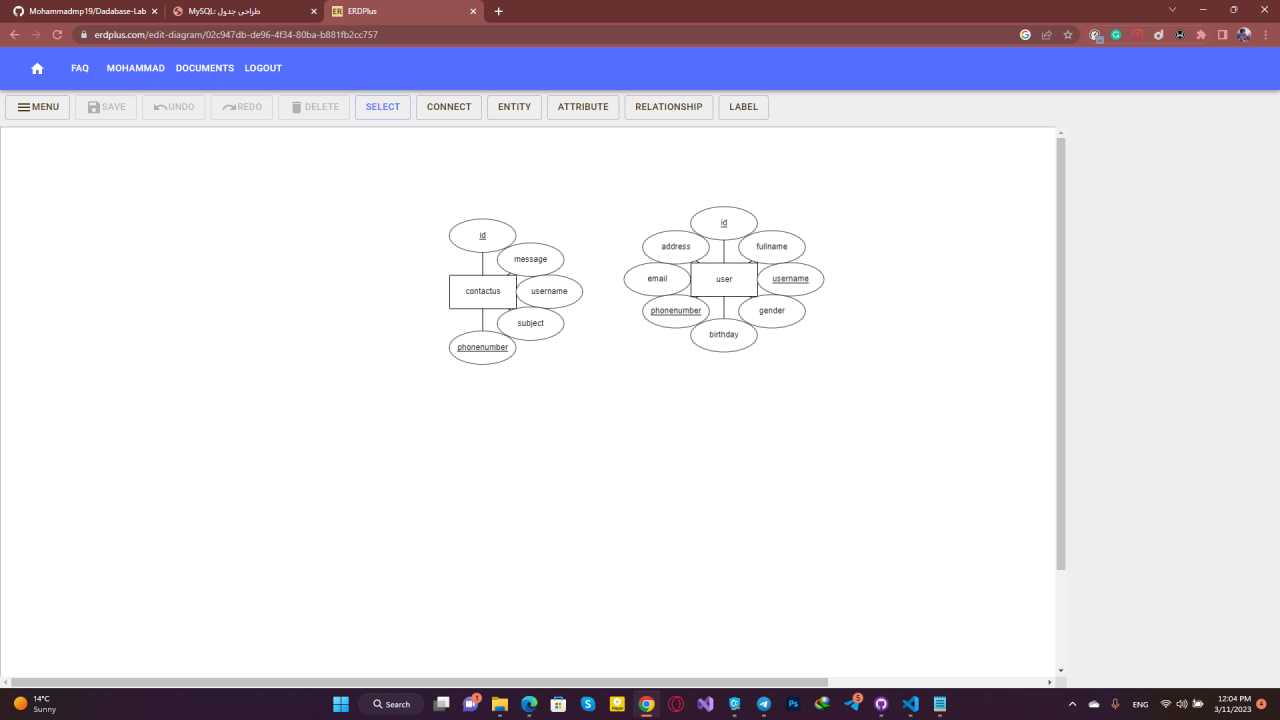 Mohammadmp19/Dadabase-Lab
MySQL: طراحی جدول
ERDPlus
erdplus.com/edit-diagram/02c947db-de96-4f34-80ba-b881fb2cc757
FAQ MOHAMMAD DOCUMENTS LOGOUT
MENU SAVE UNDO REDO DELETE SELECT CONNECT ENTITY ATTRIBUTE RELATIONSHIP LABEL
id
message
contactus
username
subject
phonenumber
id
address
fullname
email
user
username
phonenumber
gender
birthday
14°C
Sunny
Search
ENG
12:04 PM
3/11/2023